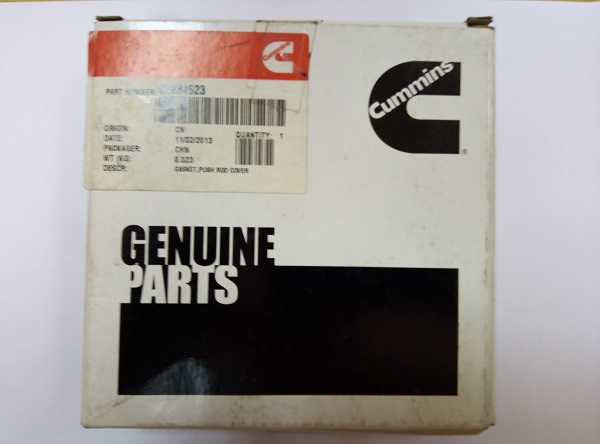 PART NUMBER:
ORIGIN: CN
DATE: 11/22/2013
QUANTITY: 1
PACKAGER: CHN
WT (KG): 0.023
DESCR: GASKET,PUSH ROD COVER
Cummins
®
GENUINE
PARTS